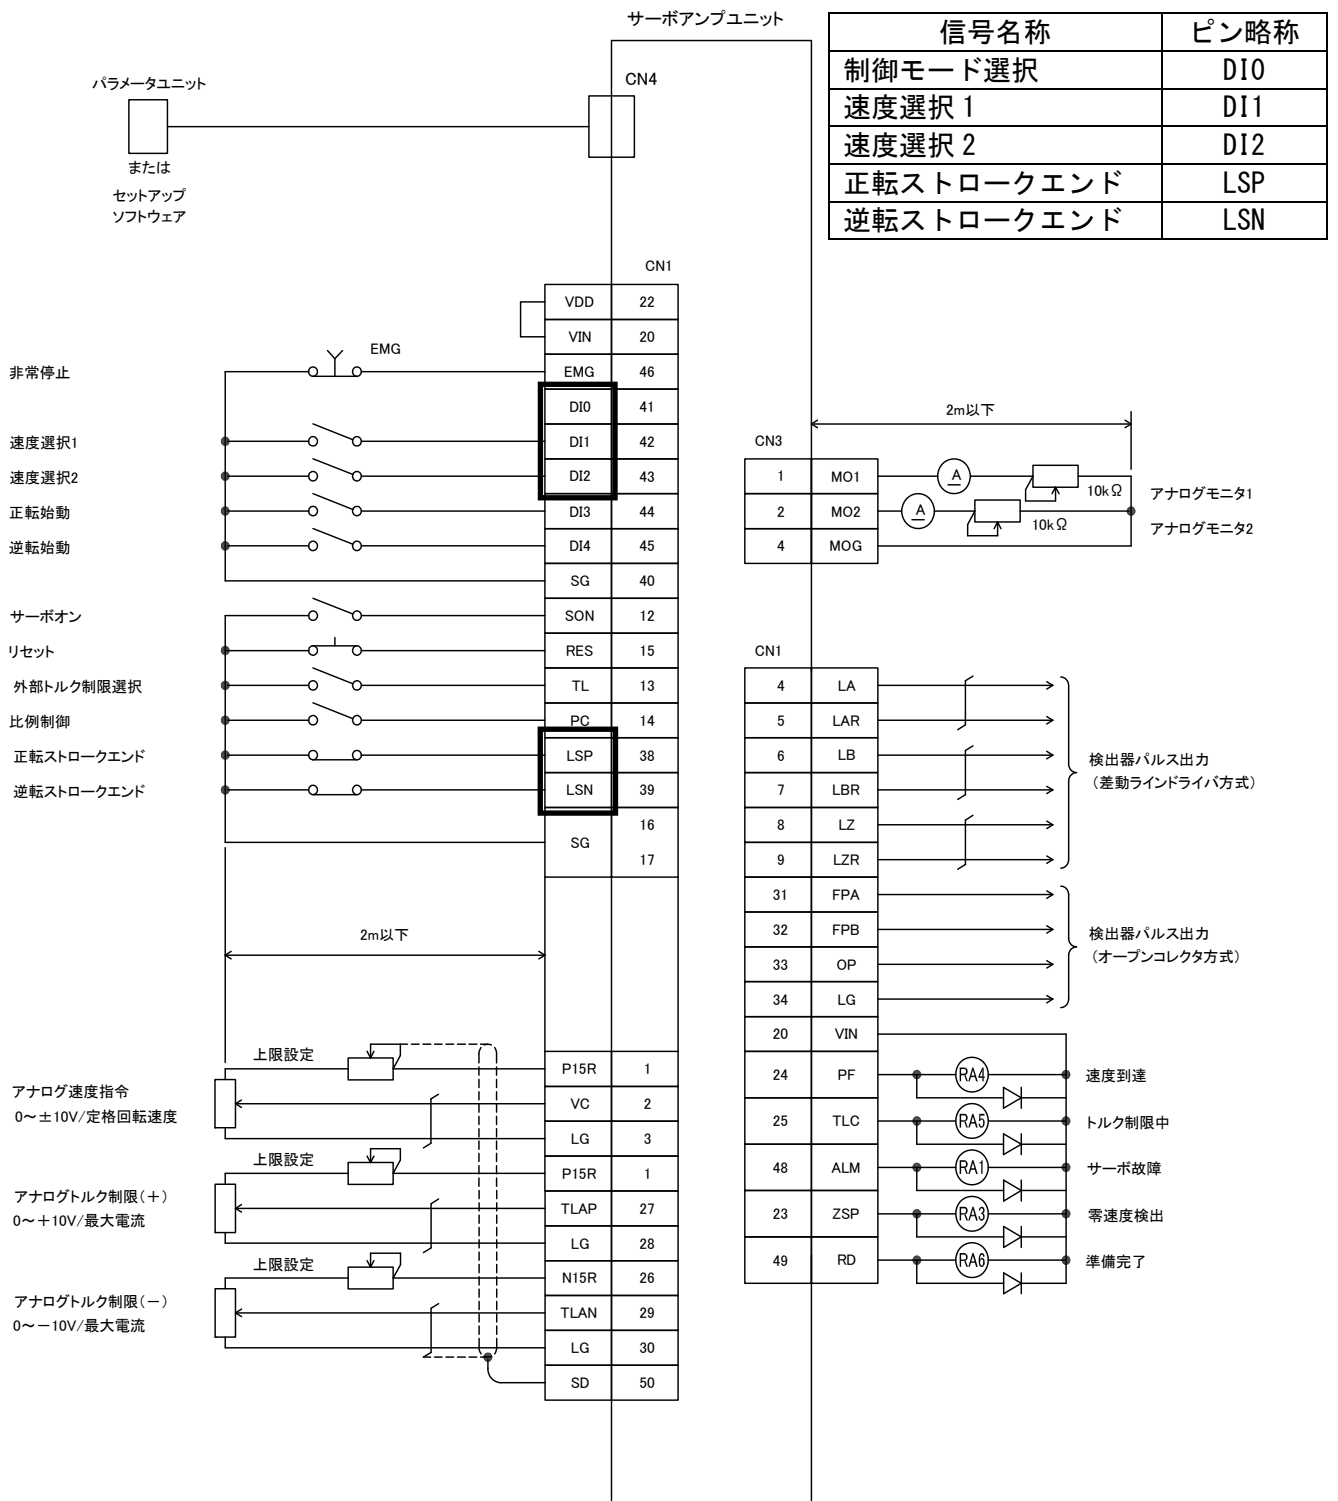 サーボアンプユニット
信号名称 ピン略称
制御モード選択 DI0
速度選択1 DI1
速度選択2 DI2
正転ストロークエンド LSP
逆転ストロークエンド LSN
パラメータユニット
または
セットアップ
ソフトウェア
CN4
CN1
VDD 22
VIN 20
非常停止 EMG EMG 46
DI0 41
速度選択1 DI1 42
速度選択2 DI2 43
正転始動 DI3 44
逆転始動 DI4 45
SG 40
サーボオン SON 12
リセット RES 15
外部トルク制限選択 TL 13
比例制御 PC 14
正転ストロークエンド LSP 38
逆転ストロークエンド LSN 39
SG 16
17
2m以下
上限設定 P15R 1
アナログ速度指令
0～±10V/定格回転速度
VC 2
LG 3
上限設定 P15R 1
アナログトルク制限(＋)
0～＋10V/最大電流
TLAP 27
LG 28
上限設定 N15R 26
アナログトルク制限(－)
0～－10V/最大電流
TLAN 29
LG 30
SD 50
2m以下
CN3
1 MO1 A 10kΩ アナログモニタ1
2 MO2 A 10kΩ アナログモニタ2
4 MOG
CN1
4 LA
5 LAR
6 LB
7 LBR
8 LZ
9 LZR
検出器パルス出力
(差動ラインドライバ方式)
31 FPA
32 FPB
33 OP
34 LG
検出器パルス出力
(オープンコレクタ方式)
20 VIN
24 PF RA4 速度到達
25 TLC RA5 トルク制限中
48 ALM RA1 サーボ故障
23 ZSP RA3 零速度検出
49 RD RA6 準備完了